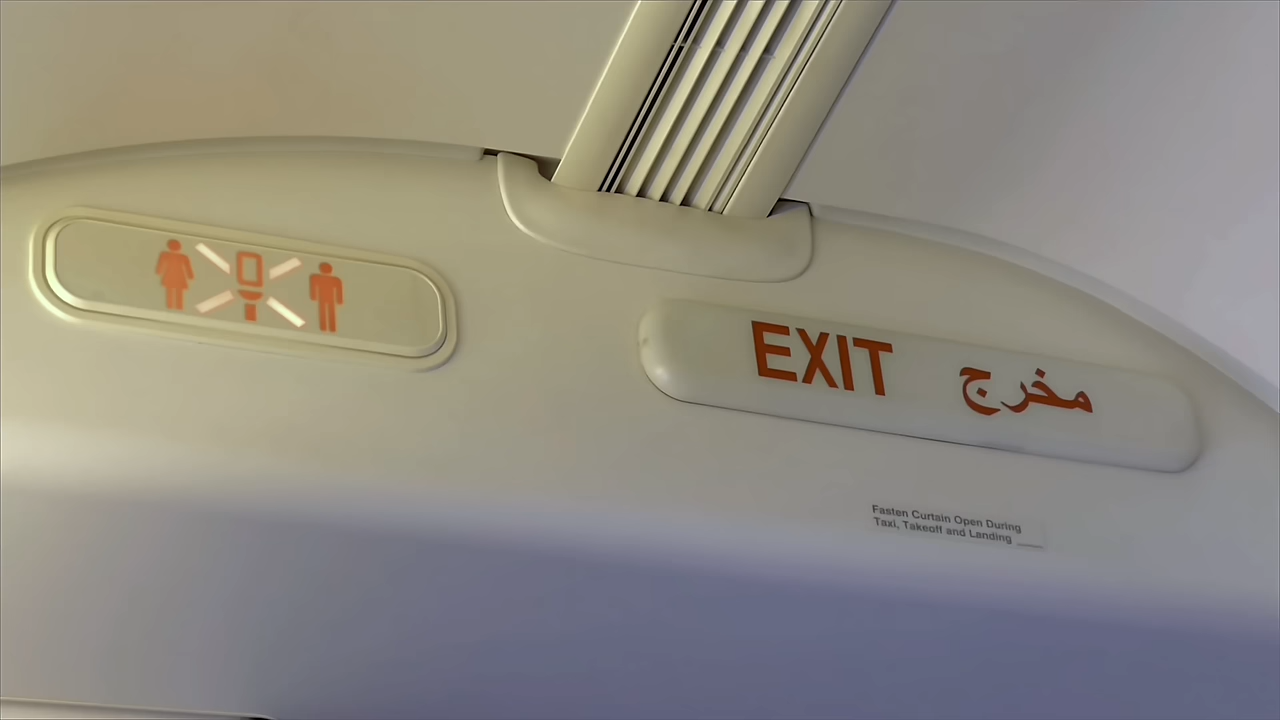 EXIT مخرج
Fasten Curtain Open During
Taxi, Takeoff and Landing